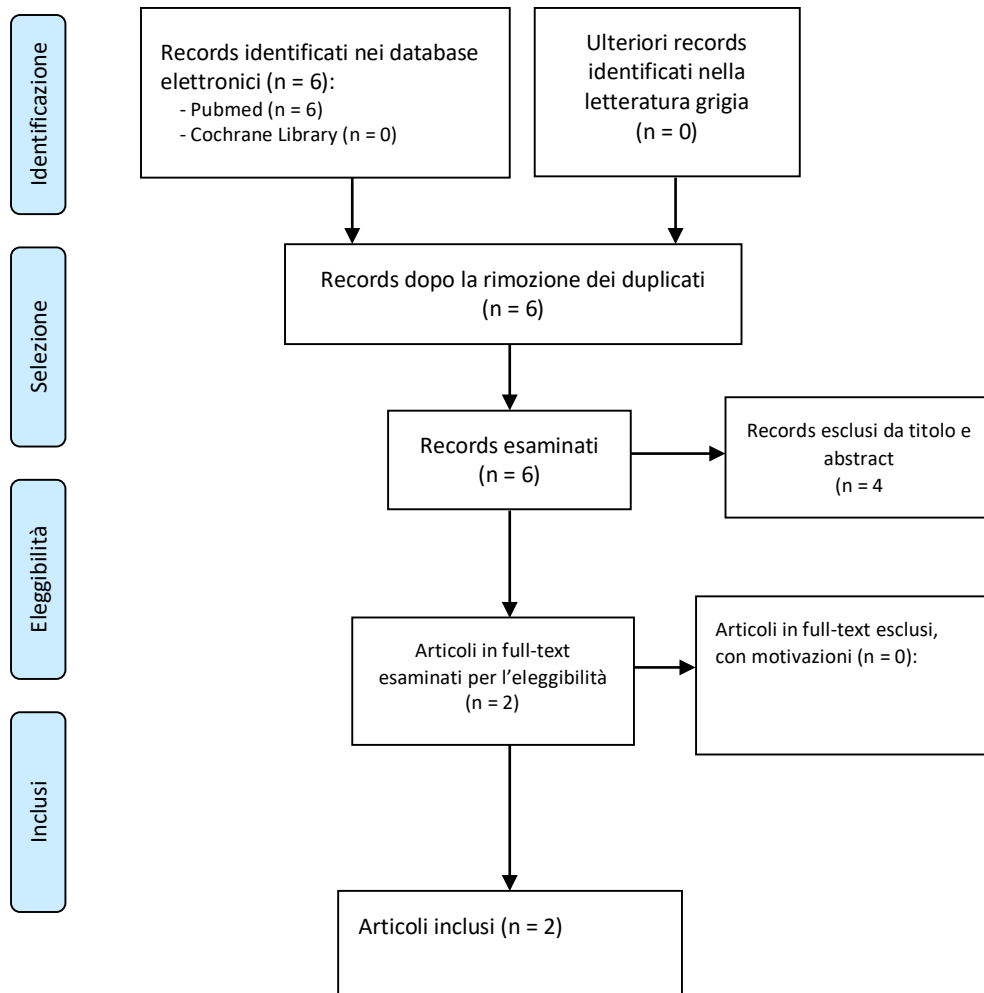 Identificazione
Records identificati nei database
elettronici (n = 6):
- Pubmed (n = 6)
- Cochrane Library (n = 0)
Ulteriori records
identificati nella
letteratura grigia
(n = 0)
Selezione
Records dopo la rimozione dei duplicati
(n = 6)
Records esaminati
(n = 6)
Records esclusi da titolo e
abstract
(n = 4
Eleggibilità
Articoli in full-text
esaminati per l'eleggibilità
(n = 2)
Articoli in full-text esclusi,
con motivazioni (n = 0):
Inclusi
Articoli inclusi (n = 2)